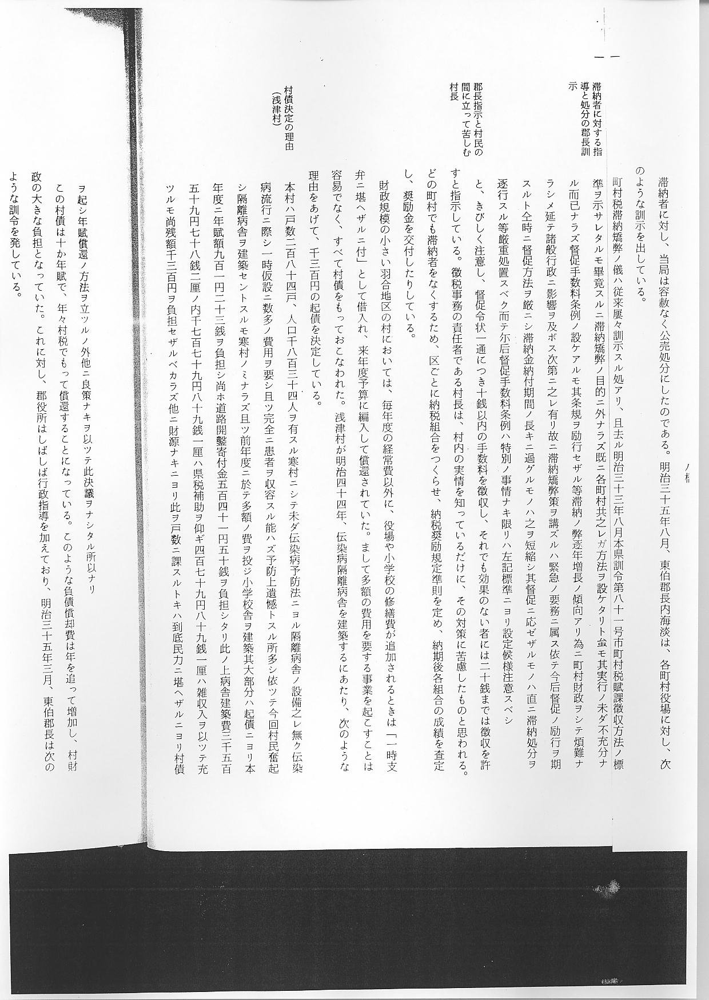 滞納者に対する指
導と処分の郡長訓
示
滞納者に対し、当局は容赦なく公売処分にしたのである。明治三十五年八月、東伯郡長内海淡は、各町村役場に対し、次
のような訓示を出している。
町村税滞納矯弊ノ儀ハ従来屢々訓示スル処アリ、且去ル明治三十三年八月本県訓令第八十一号市町村税賦課徴収方法ノ標
準ヲ示サレタルモ畢竟スルニ滞納矯弊ノ目的ニ外ナラズ既ニ各町村共之レガ方法ヲ設ケタリト雖モ其実行ノ未ダ不充分ナ
ル而已ナラズ督促手数料条例ノ設ケアルモ其条規ヲ励行セザル等滞納ノ弊逐年増長ノ傾向アリ為ニ町村財政ヲシテ煩難ナ
ラシメ延テ諸般行政ニ影響ヲ及ボス次第ニ之レ有リ故ニ滞納矯弊策ヲ講ズルハ緊急ノ要務ニ属ス依テ今后督促ノ励行ヲ期
スルト仝時ニ督促方法ヲ厳ニシ滞納金納付期間ノ長キニ過グルモノハ之ヲ短縮シ其督促ニ応ゼザルモノハ直ニ滞納処分ヲ
逐行スル等厳重処置スベク而テ尓后督促手数料条例ハ特別ノ事情ナキ限リハ左記標準ニヨリ設定候様注意スベシ
郡長指示と村民の
間に立って苦しむ
村長
と、きびしく注意し、督促令状一通につき十銭以内の手数料を徴収し、それでも効果のない者には二十銭までは徴収を許
すと指示している。徴税事務の責任者である村長は、村内の実情を知っているだけに、その対策に苦慮したものと思われる。
どの町村でも滞納者をなくするため、区ごとに納税組合をつくらせ、納税奨励規定準則を定め、納期後各組合の成績を査定
し、奨励金を交付したりしている。
財政規模の小さい羽合地区の村においては、毎年度の経常費以外に、役場や小学校の修繕費が追加されるときは「一時支
弁ニ堪ヘザルニ付」として借入れ、来年度予算に編入して償還されていた。まして多額の費用を要する事業を起こすことは
容易でなく、すべて村債をもっておこなわれた。浅津村が明治四十四年、伝染病隔離病舎を建築するにあたり、次のような
理由をあげて、千三百円の起債を決定している。
村債決定の理由
（浅津村）
本村ハ戸数二百八十四戸、人口千八百三十四人ヲ有スル寒村ニシテ未ダ伝染病予防法ニヨル隔離病舎ノ設備之レ無ク伝染
病流行ニ際シ一時仮設ニ数多ノ費用ヲ要シ且ツ完全ニ患者ヲ収容スル能ハズ予防上遺憾トスル所多シ依ツテ今回村民奮起
シ隔離病舎ヲ建築セントスルモ寒村ノミナラズ且ツ前年度ニ於テ多額ノ費ヲ投ジ小学校舎ヲ建築其大部分ハ起債ニヨリ本
年度ニ年賦額九百一円二十三銭ヲ負担シ尚ホ道路開鑿寄付金五百四十一円五十銭ヲ負担シタリ此ノ上病舎建築費三千五百
五十九円七十八銭二厘ノ内千七百七十九円八十九銭一厘ハ県税補助ヲ仰ギ四百七十九円八十九銭一厘ハ雑収入ヲ以ツテ充
ツルモ尚残額千三百円ヲ負担セザルベカラズ他ニ財源ナキニヨリ此ヲ戸数ニ課スルトキハ到底民力ニ堪ヘザルニヨリ村債
ヲ起シ年賦償還ノ方法ヲ立ツルノ外他ニ良策ナキヲ以ツテ此決議ヲナシタル所以ナリ
この村債は十か年賦で、年々村税でもって償還することになっている。このような負債償却費は年を追って増加し、村財
政の大きな負担となっていた。これに対し、郡役所はしばしば行政指導を加えており、明治三十五年三月、東伯郡長は次の
ような訓令を発している。